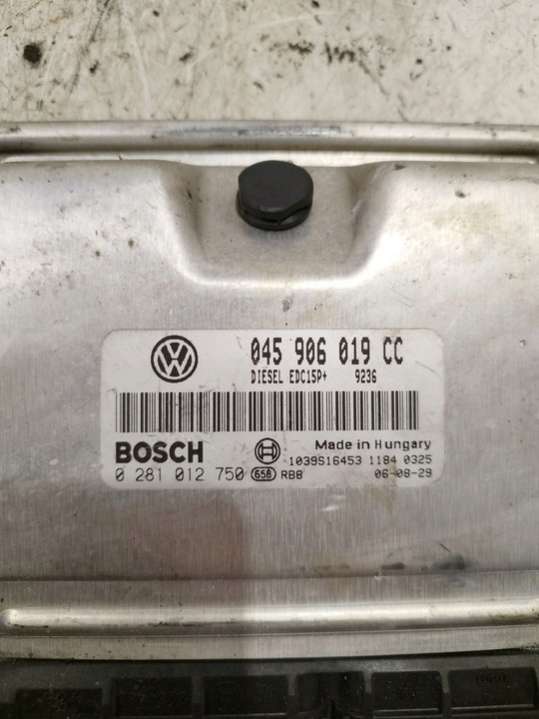 045 906 019 CC
DIESEL EDC15P+ 9236
BOSCH Made in Hungary
1039S16453 1184 0325
0 281 012 750 658 RB8 06-08-29